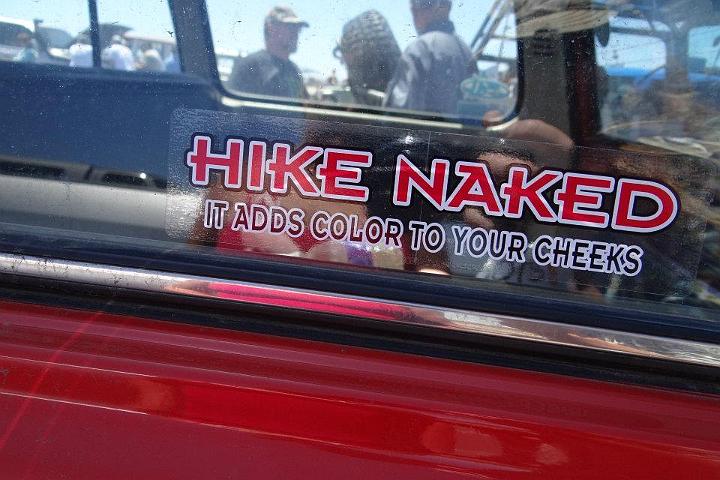 HIKE NAKED
IT ADDS COLOR TO YOUR CHEEKS